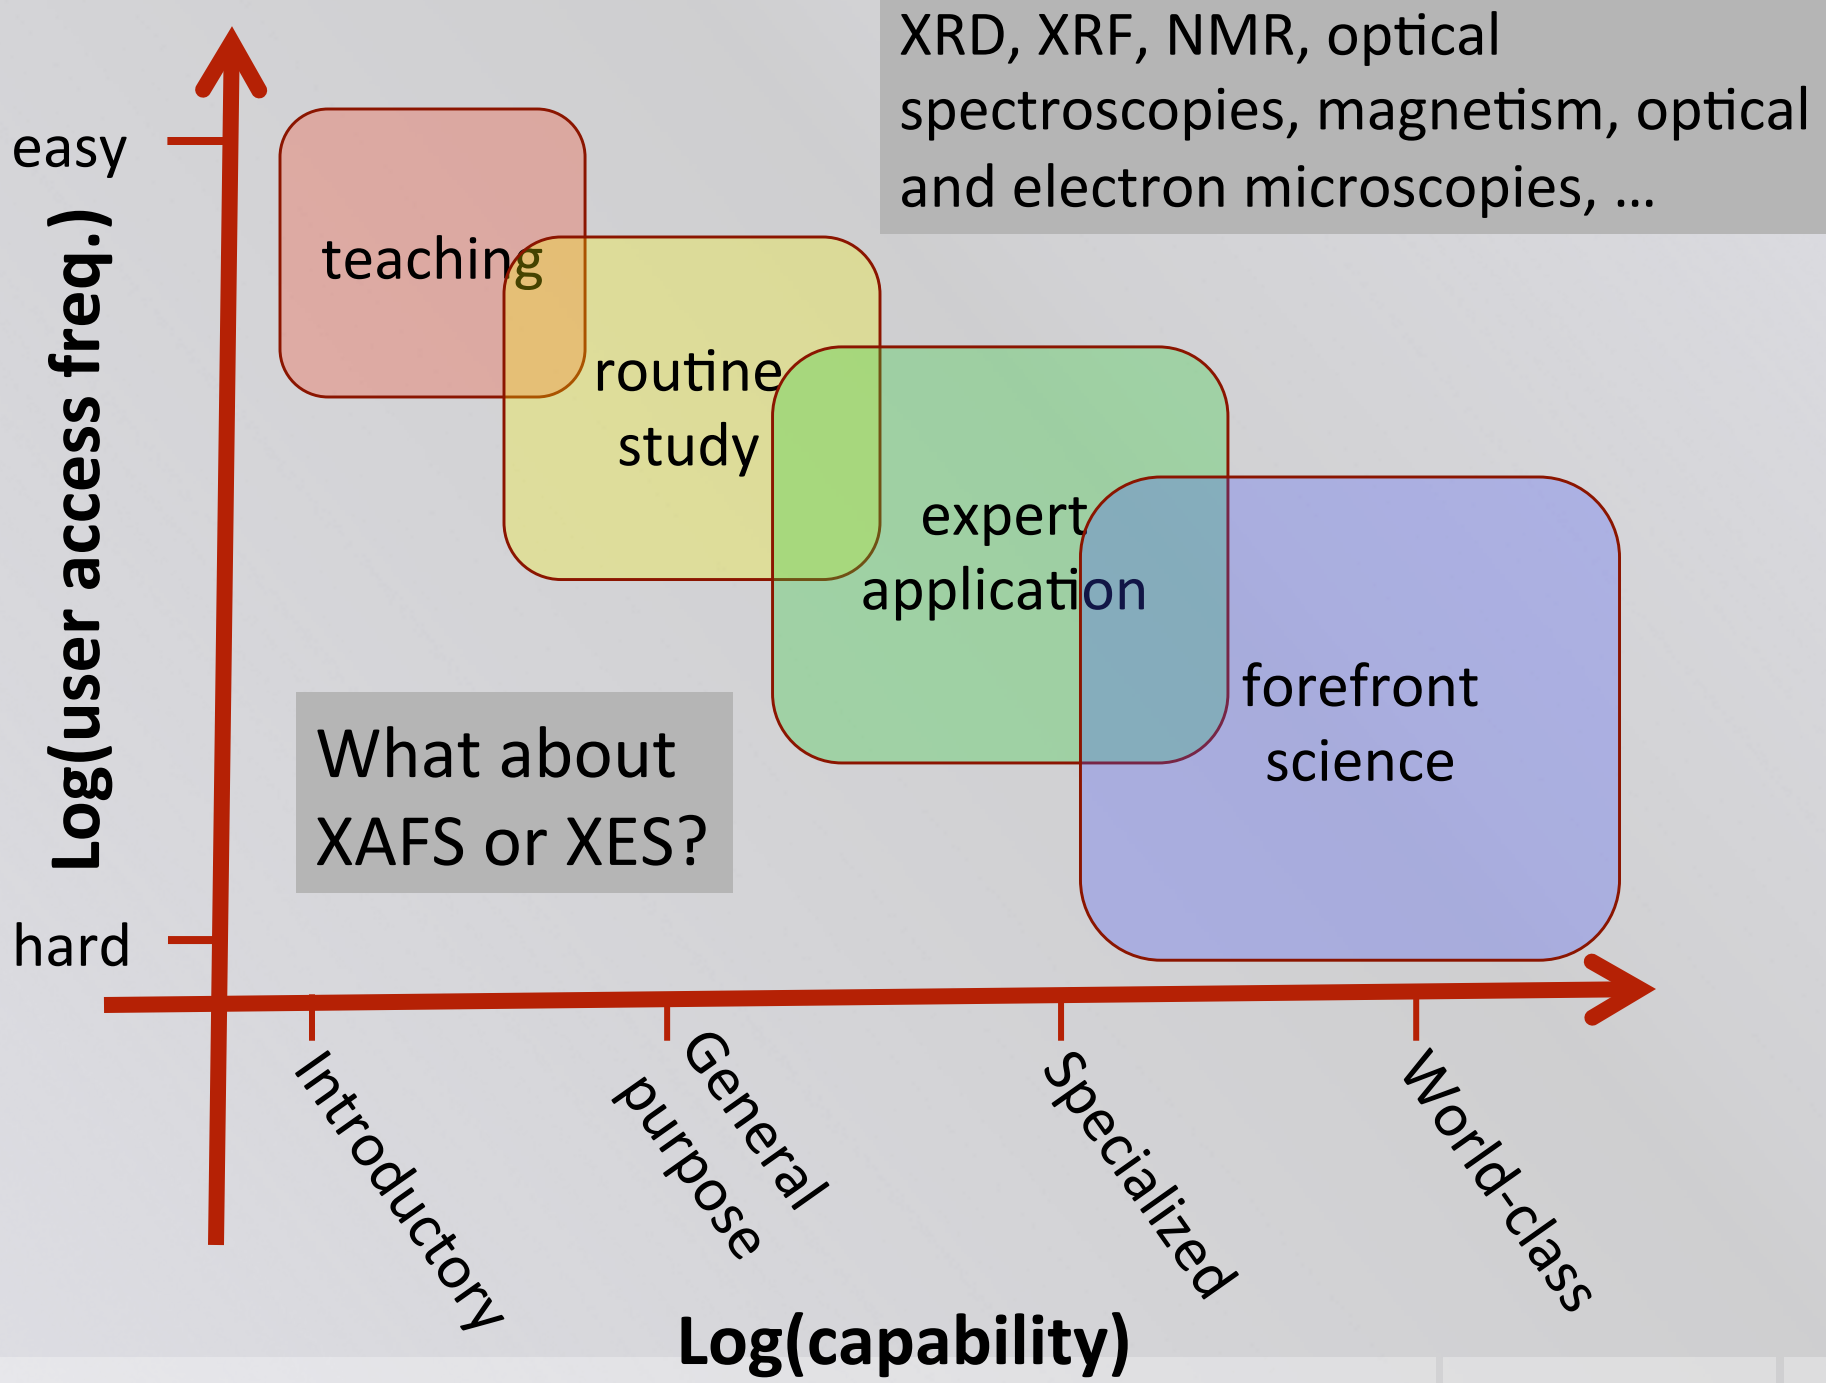 XRD, XRF, NMR, optical
spectroscopies, magnetism, optical
and electron microscopies, ...
easy
Log(user access freq.)
hard
teaching
routine
study
expert
application
forefront
science
What about
XAFS or XES?
Introductory
General
purpose
Specialized
World-class
Log(capability)